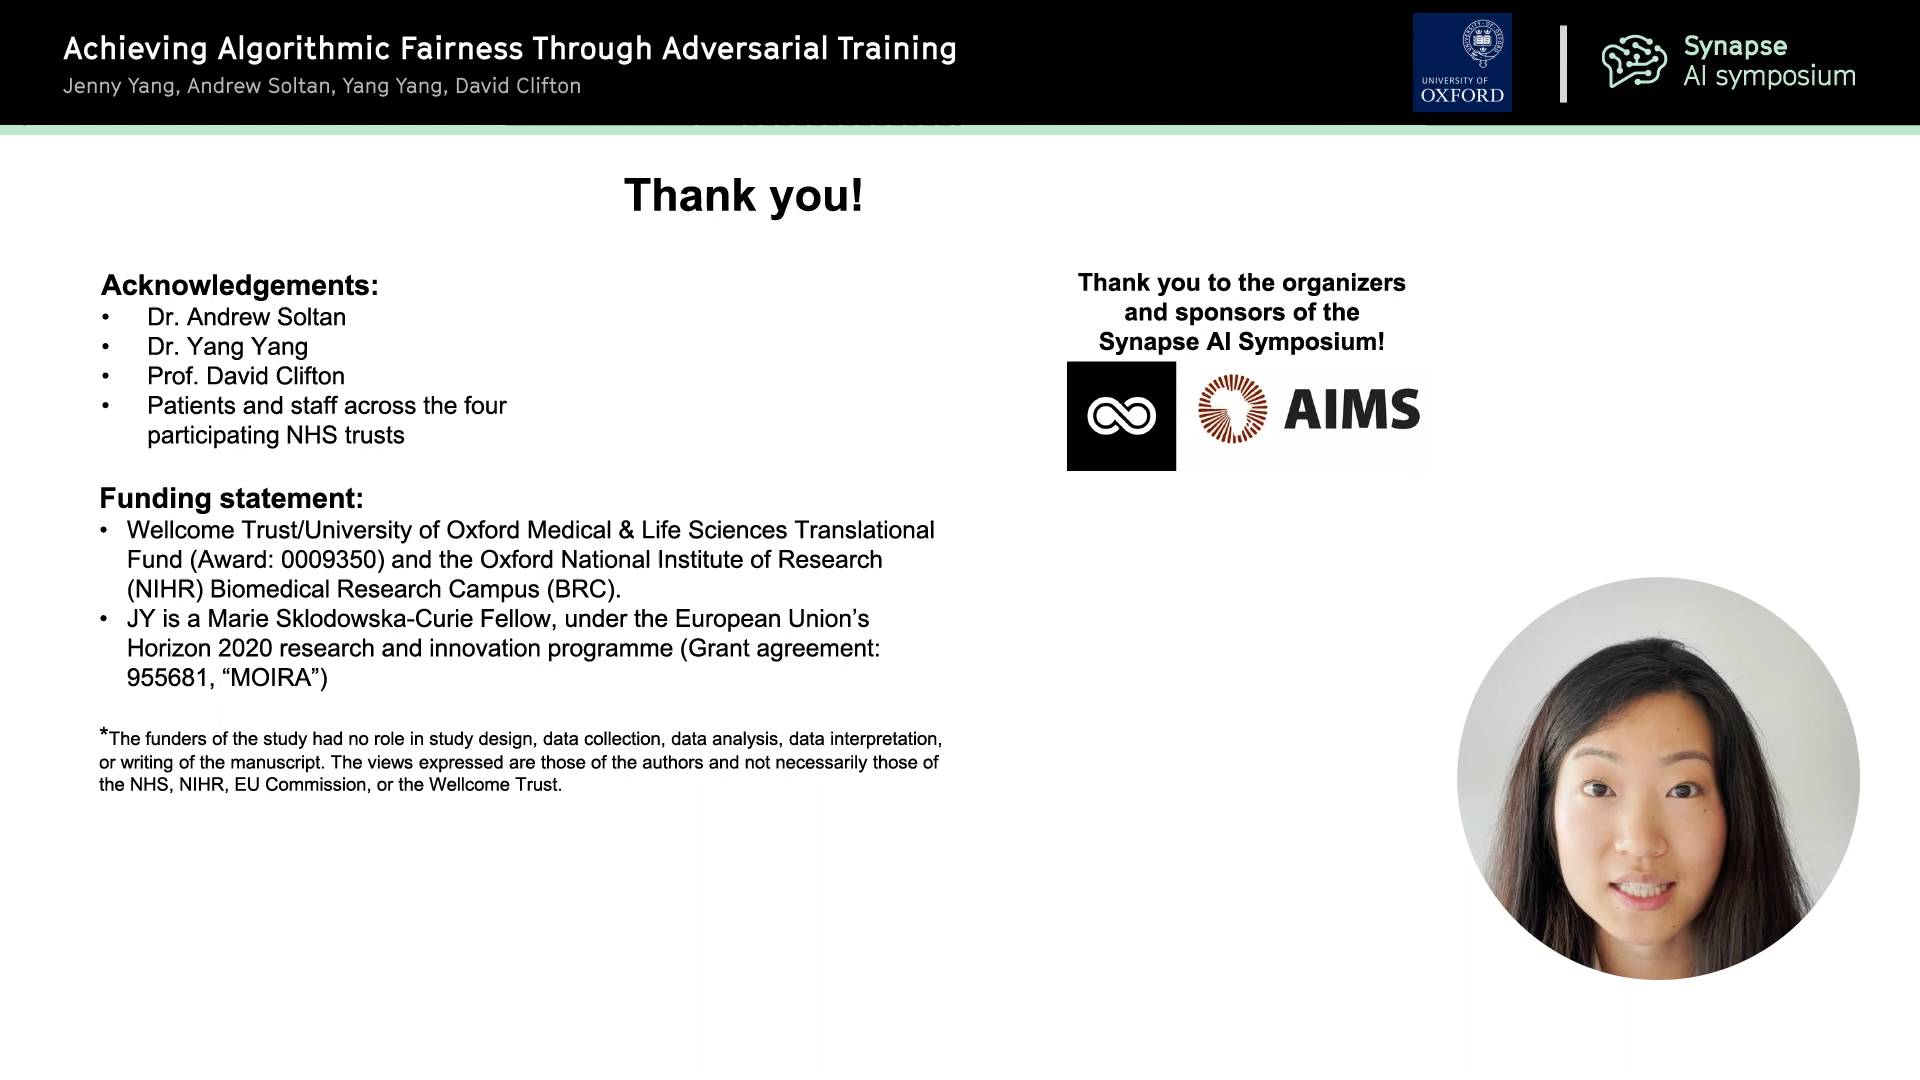 Achieving Algorithmic Fairness Through Adversarial Training
Jenny Yang, Andrew Soltan, Yang Yang, David Clifton
UNIVERSITY OF
OXFORD
Synapse
AI symposium
Thank you!
Acknowledgements:
• Dr. Andrew Soltan
• Dr. Yang Yang
• Prof. David Clifton
• Patients and staff across the four
participating NHS trusts
Funding statement:
• Wellcome Trust/University of Oxford Medical & Life Sciences Translational
Fund (Award: 0009350) and the Oxford National Institute of Research
(NIHR) Biomedical Research Campus (BRC).
• JY is a Marie Sklodowska-Curie Fellow, under the European Union’s
Horizon 2020 research and innovation programme (Grant agreement:
955681, “MOIRA”)
*The funders of the study had no role in study design, data collection, data analysis, data interpretation,
or writing of the manuscript. The views expressed are those of the authors and not necessarily those of
the NHS, NIHR, EU Commission, or the Wellcome Trust.
Thank you to the organizers
and sponsors of the
Synapse AI Symposium!
AIMS